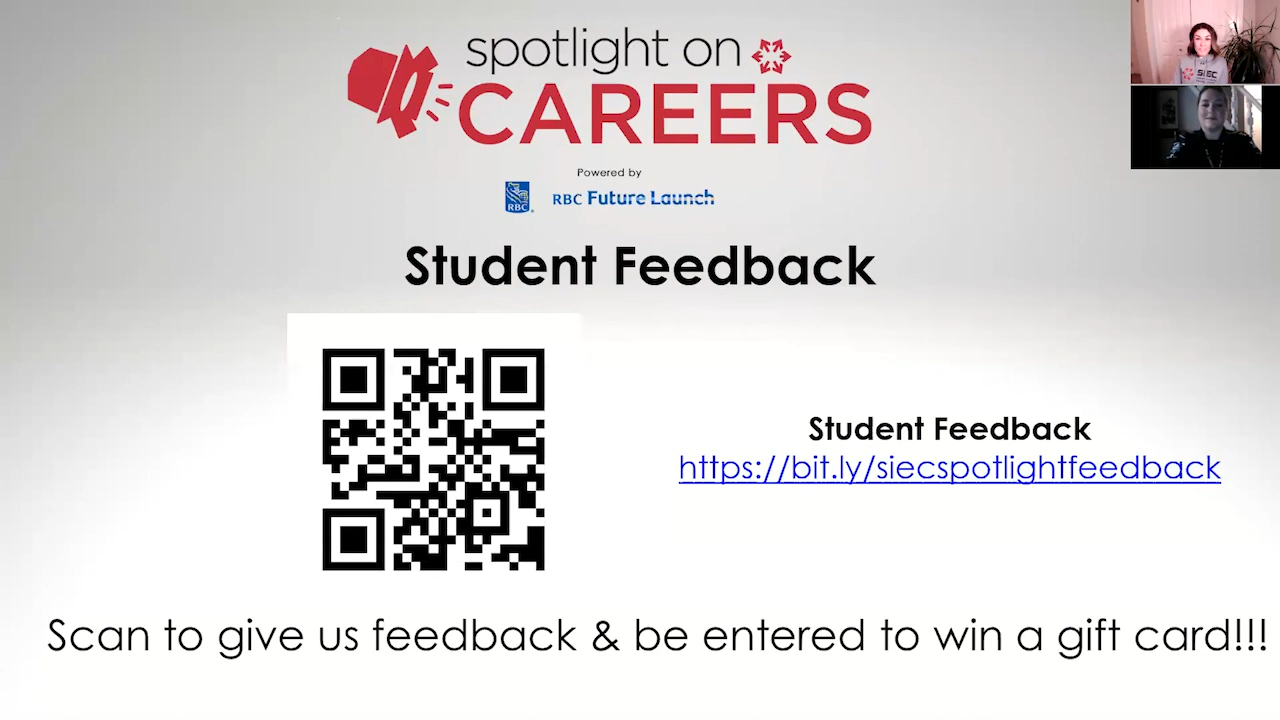 spotlight on
CAREERS
Powered by
RBC
RBC Future Launch
Student Feedback
Student Feedback
https://bit.ly/siecspotlightfeedback
Scan to give us feedback & be entered to win a gift card!!!
SIEC